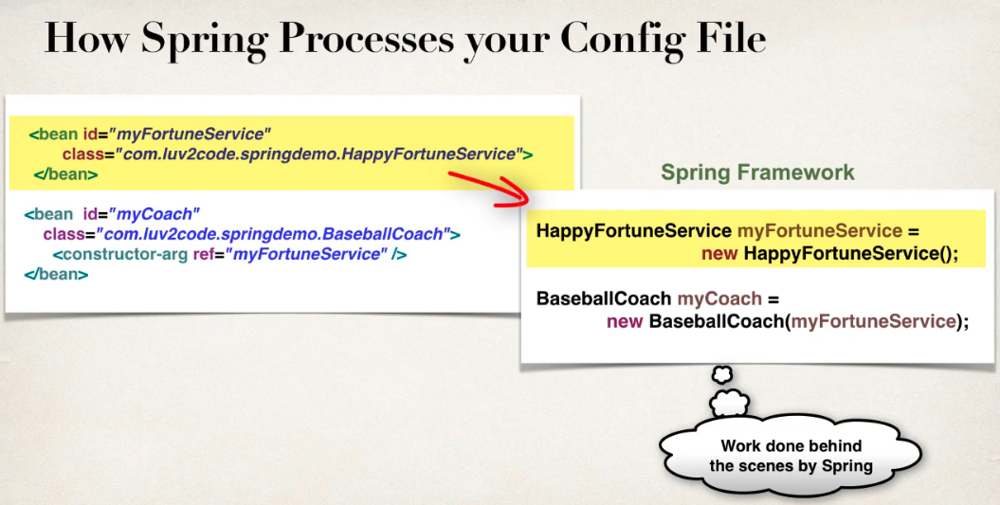 How Spring Processes your Config File
<bean id="myFortuneService"
class="com.luv2code.springdemo.HappyFortuneService">
</bean>
<bean id="myCoach"
class="com.luv2code.springdemo.BaseballCoach">
<constructor-arg ref="myFortuneService" />
</bean>
Spring Framework
HappyFortuneService myFortuneService =
new HappyFortuneService();
BaseballCoach myCoach =
new BaseballCoach(myFortuneService);
Work done behind
the scenes by Spring